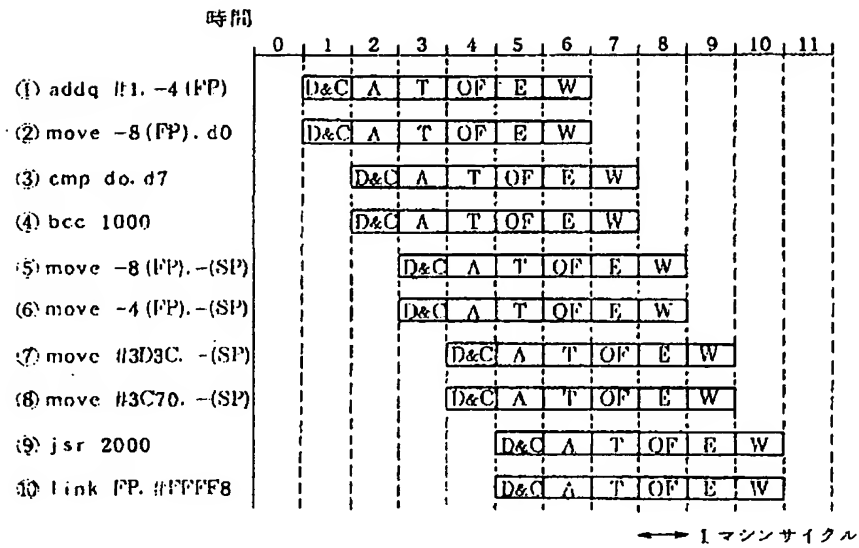 時間
0 1 2 3 4 5 6 7 8 9 10 11
① addq #1. -4(FP) D&C A T OF E W
② move -8(FP). d0 D&C A T OF E W
③ cmp do. d7 D&C A T OF E W
④ bcc 1000 D&C A T OF E W
⑤ move -8(FP). -(SP) D&C A T OF E W
⑥ move -4(FP). -(SP) D&C A T OF E W
⑦ move #3D3C. -(SP) D&C A T OF E W
⑧ move #3C70. -(SP) D&C A T OF E W
⑨ jsr 2000 D&C A T OF E W
⑩ link FP. #FFFF8 D&C A T OF E W
1 マシンサイクル